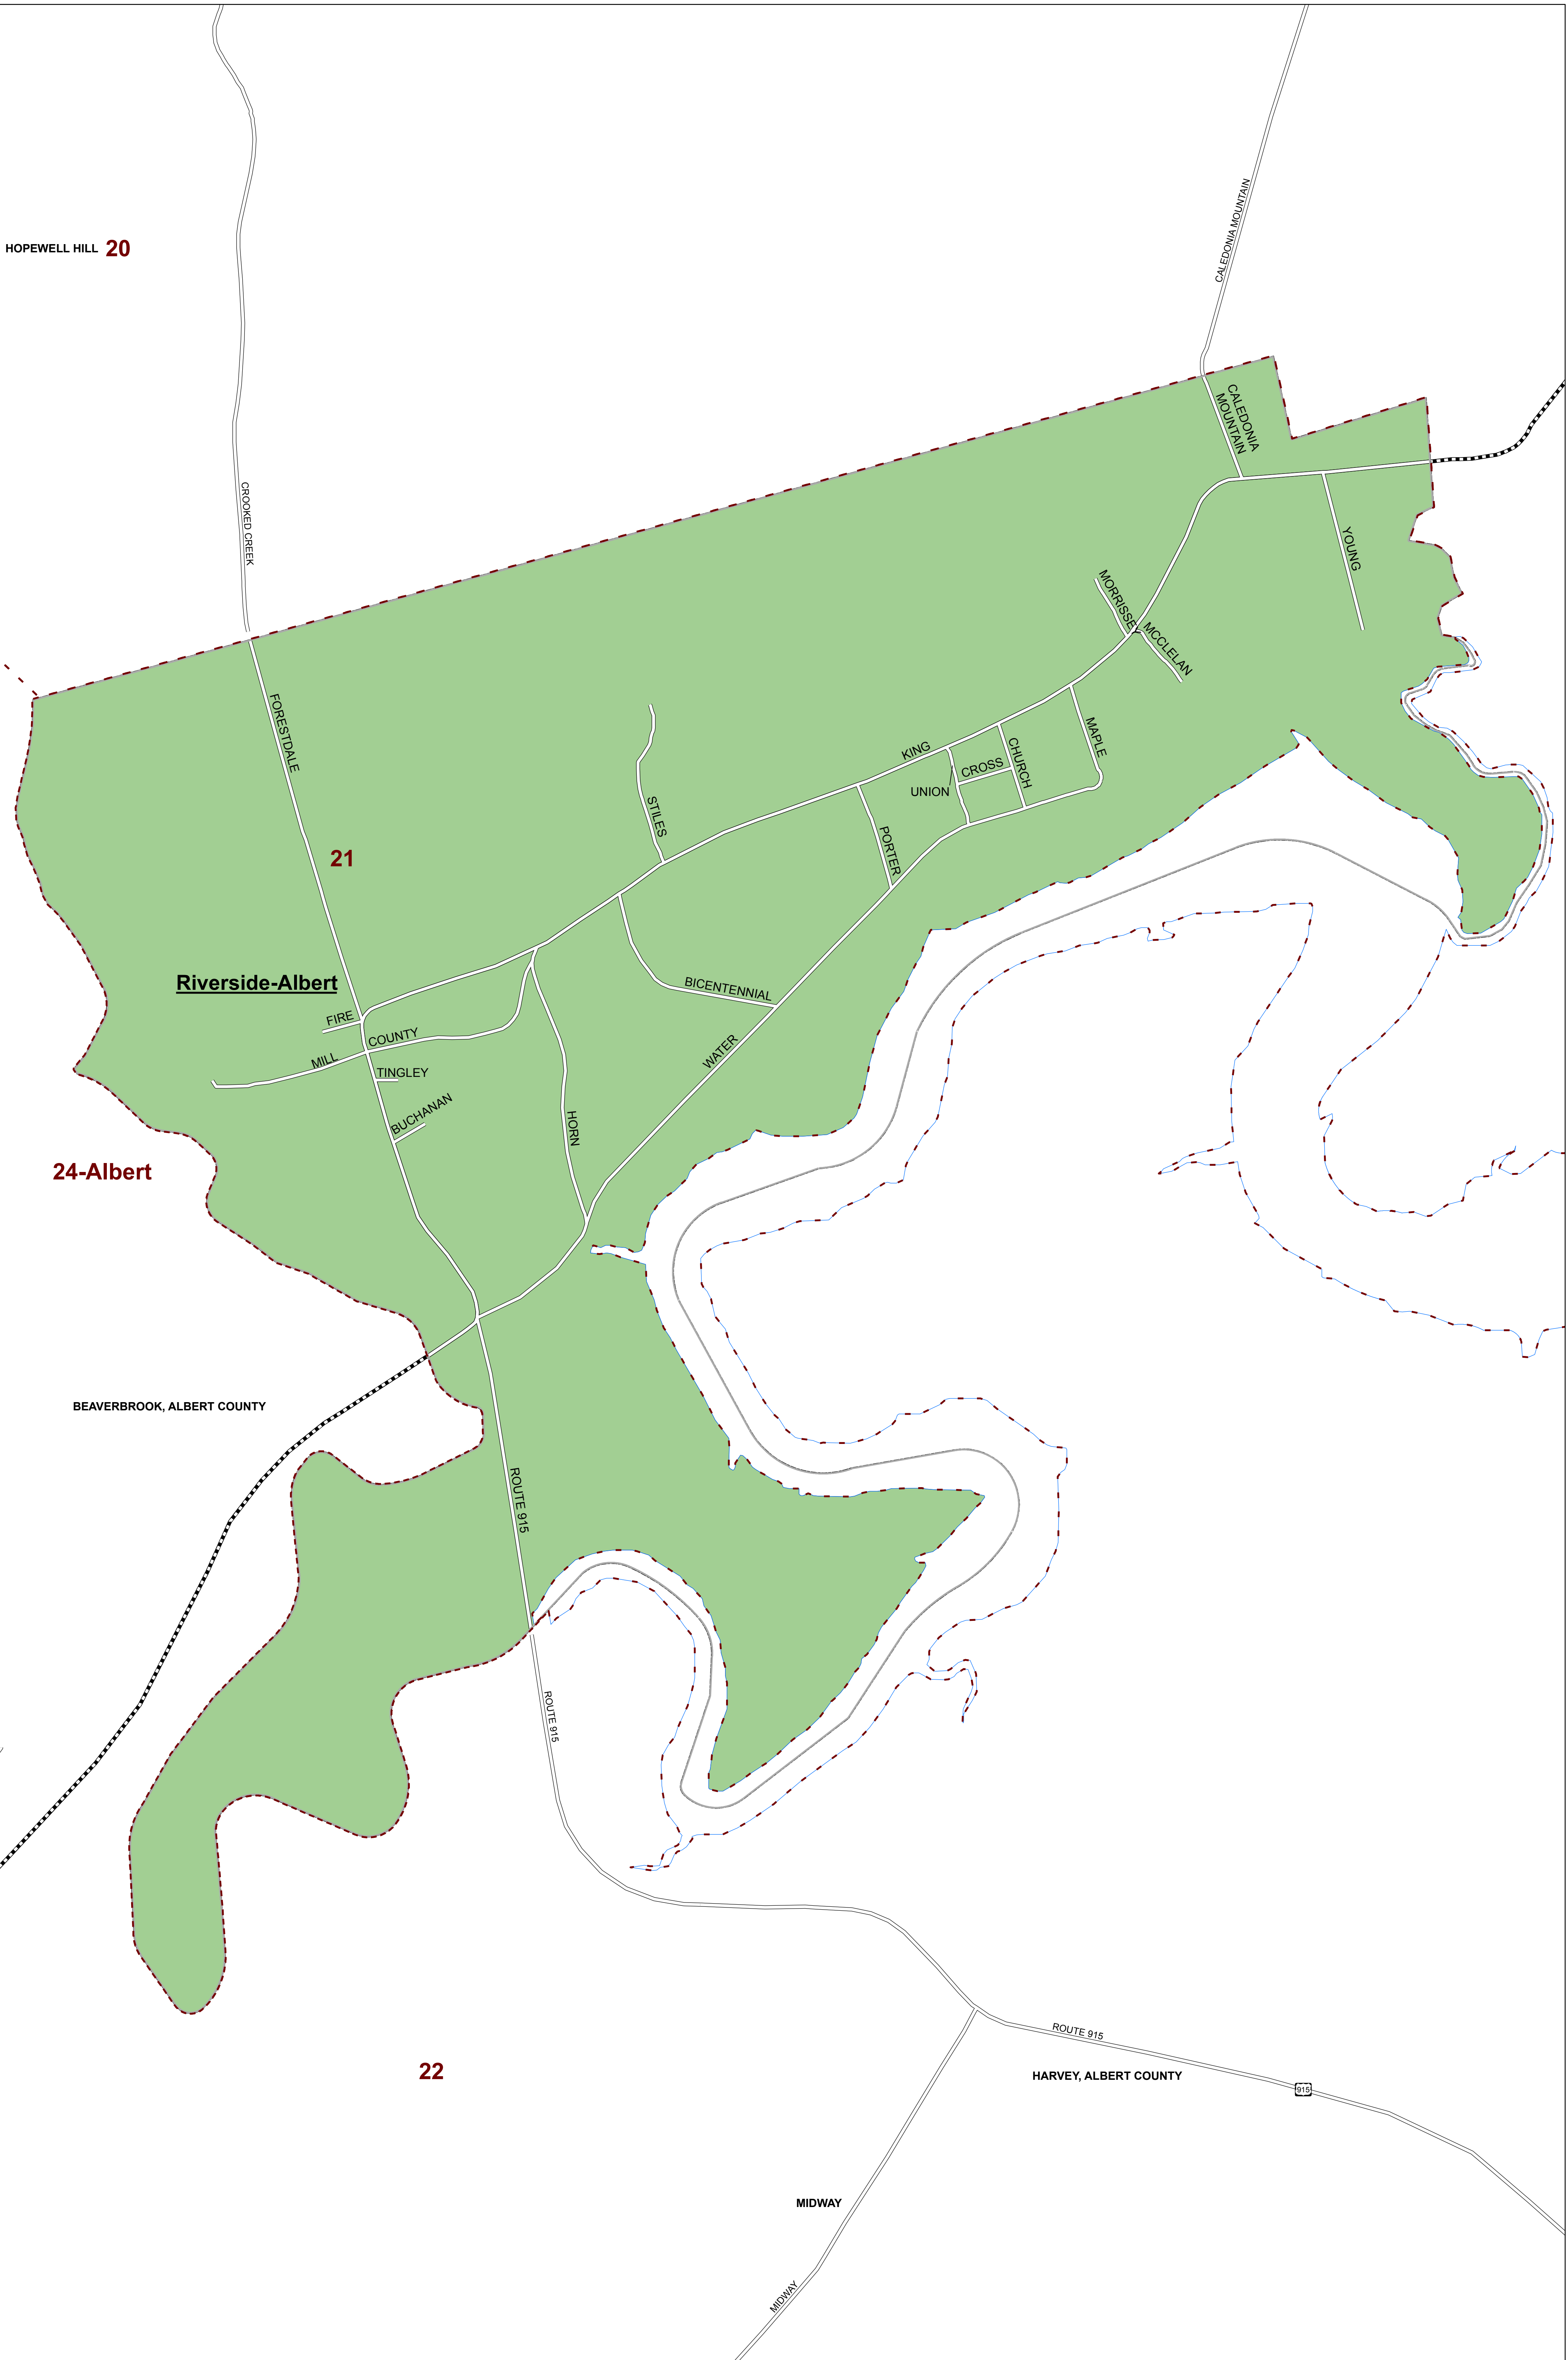 CALEDONIA MOUNTAIN
HOPEWELL HILL 20
CALEDONIA
MOUNTAIN
CROOKED CREEK
YOUNG
MORRISSEY
MCCLELAN
FORESTDALE
MAPLE
KING
CHURCH
CROSS
UNION
STILES
PORTER
21
Riverside-Albert
BICENTENNIAL
FIRE
COUNTY
WATER
MILL
TINGLEY
BUCHANAN
HORN
24-Albert
BEAVERBROOK, ALBERT COUNTY
ROUTE 915
ROUTE 915
ROUTE 915
22
HARVEY, ALBERT COUNTY
915
MIDWAY
MIDWAY